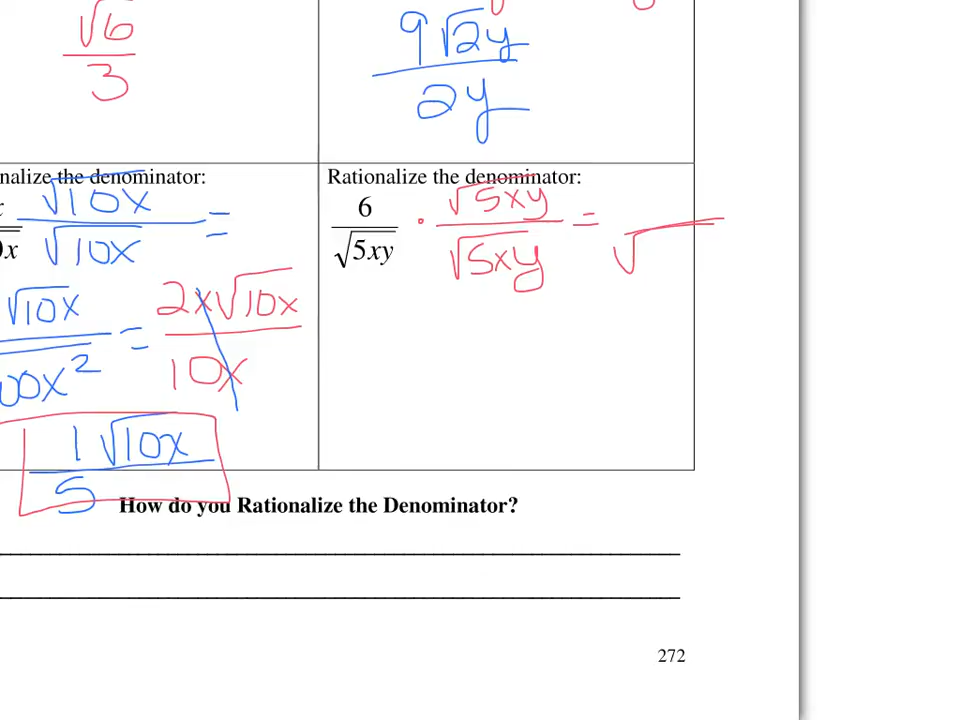 √6
3
9√2y
2y
nalize the denominator:
√10x
√10x =
0x
√10x
00x² = 2x√10x
10x
1√10x
5
Rationalize the denominator:
6
√5xy · √5xy
√5xy = √
How do you Rationalize the Denominator?
272